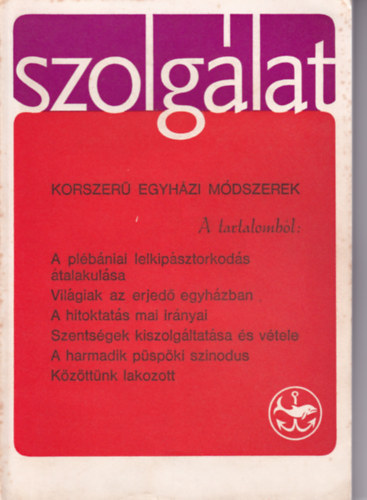 szolgálat
KORSZERŰ EGYHÁZI MÓDSZEREK
A tartalomból:
A plébániai lelkipásztorkodás
átalakulása
Világiak az erjedő egyházban
A hitoktatás mai irányai
Szentségek kiszolgáltatása és vétele
A harmadik püspöki szinodus
Közöttünk lakozott